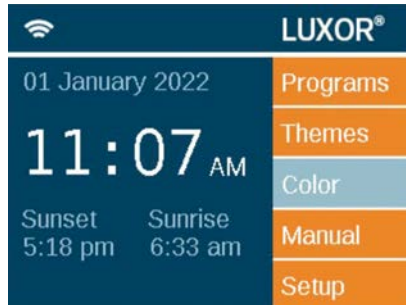 LUXOR®
01 January 2022
11:07 AM
Sunset Sunrise
5:18 pm 6:33 am
Programs
Themes
Color
Manual
Setup